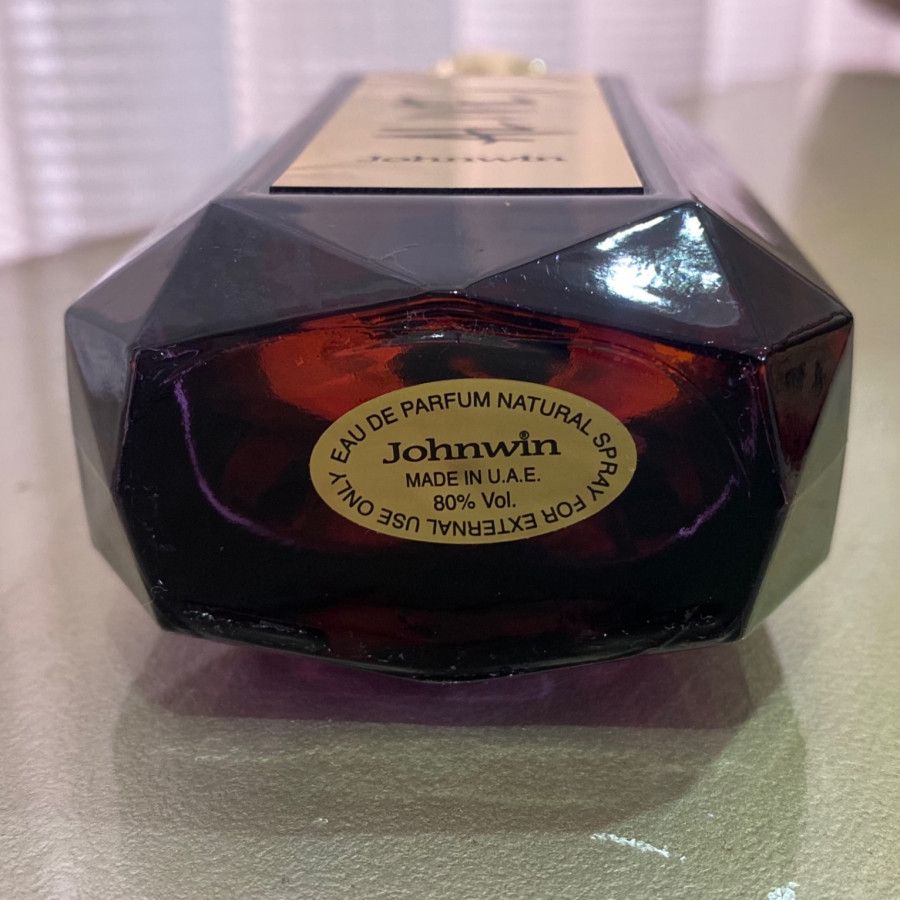 Johnwin
EAU DE PARFUM NATURAL SPRAY FOR EXTERNAL USE ONLY
Johnwin®
MADE IN U.A.E.
80% Vol.